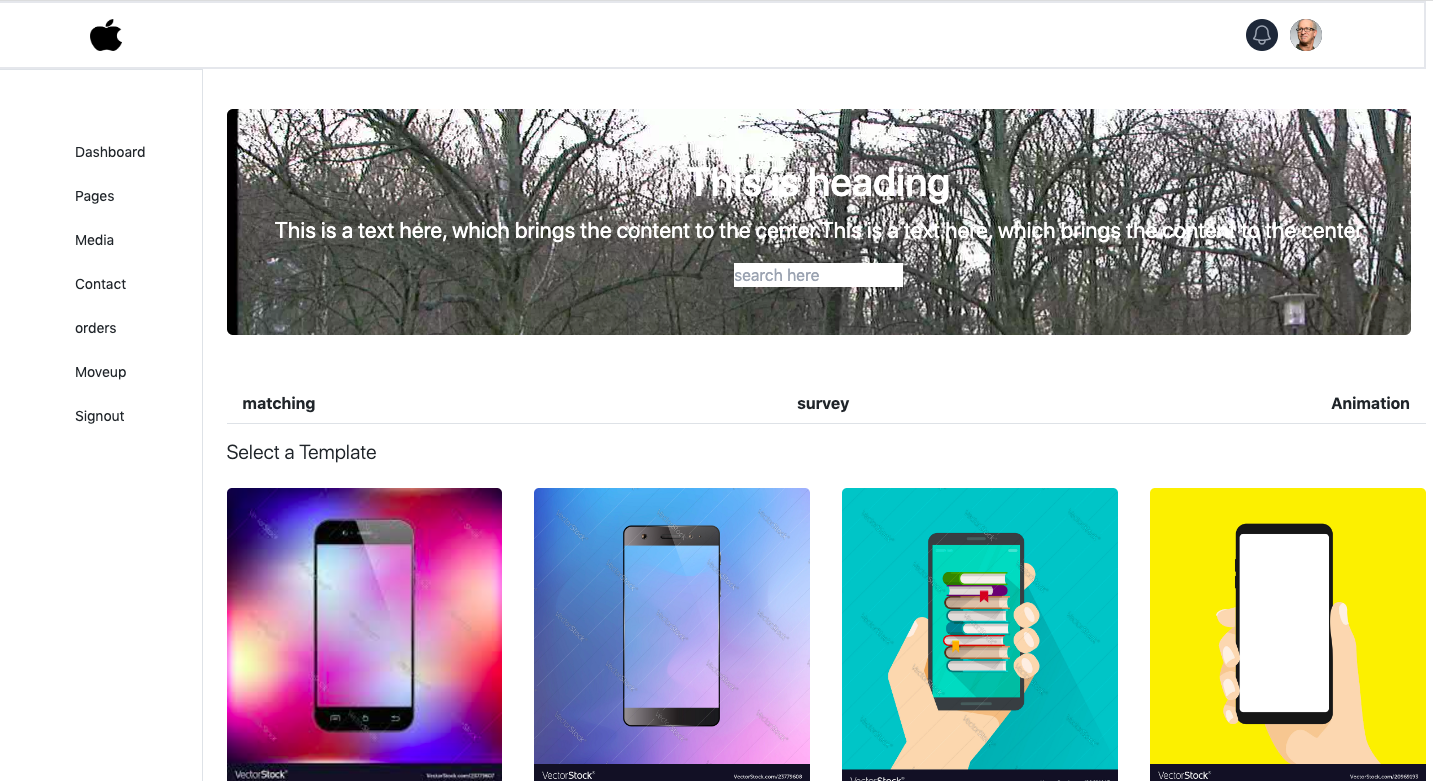 Dashboard
Pages
Media
Contact
orders
Moveup
Signout
This is heading
This is a text here, which brings the content to the center.This is a text here, which brings the content to the center.
search here
matching survey Animation
Select a Template
VectorStock® VectorStock.com/23779607
VectorStock® VectorStock.com/23779608
VectorStock®
VectorStock® VectorStock.com/20969193